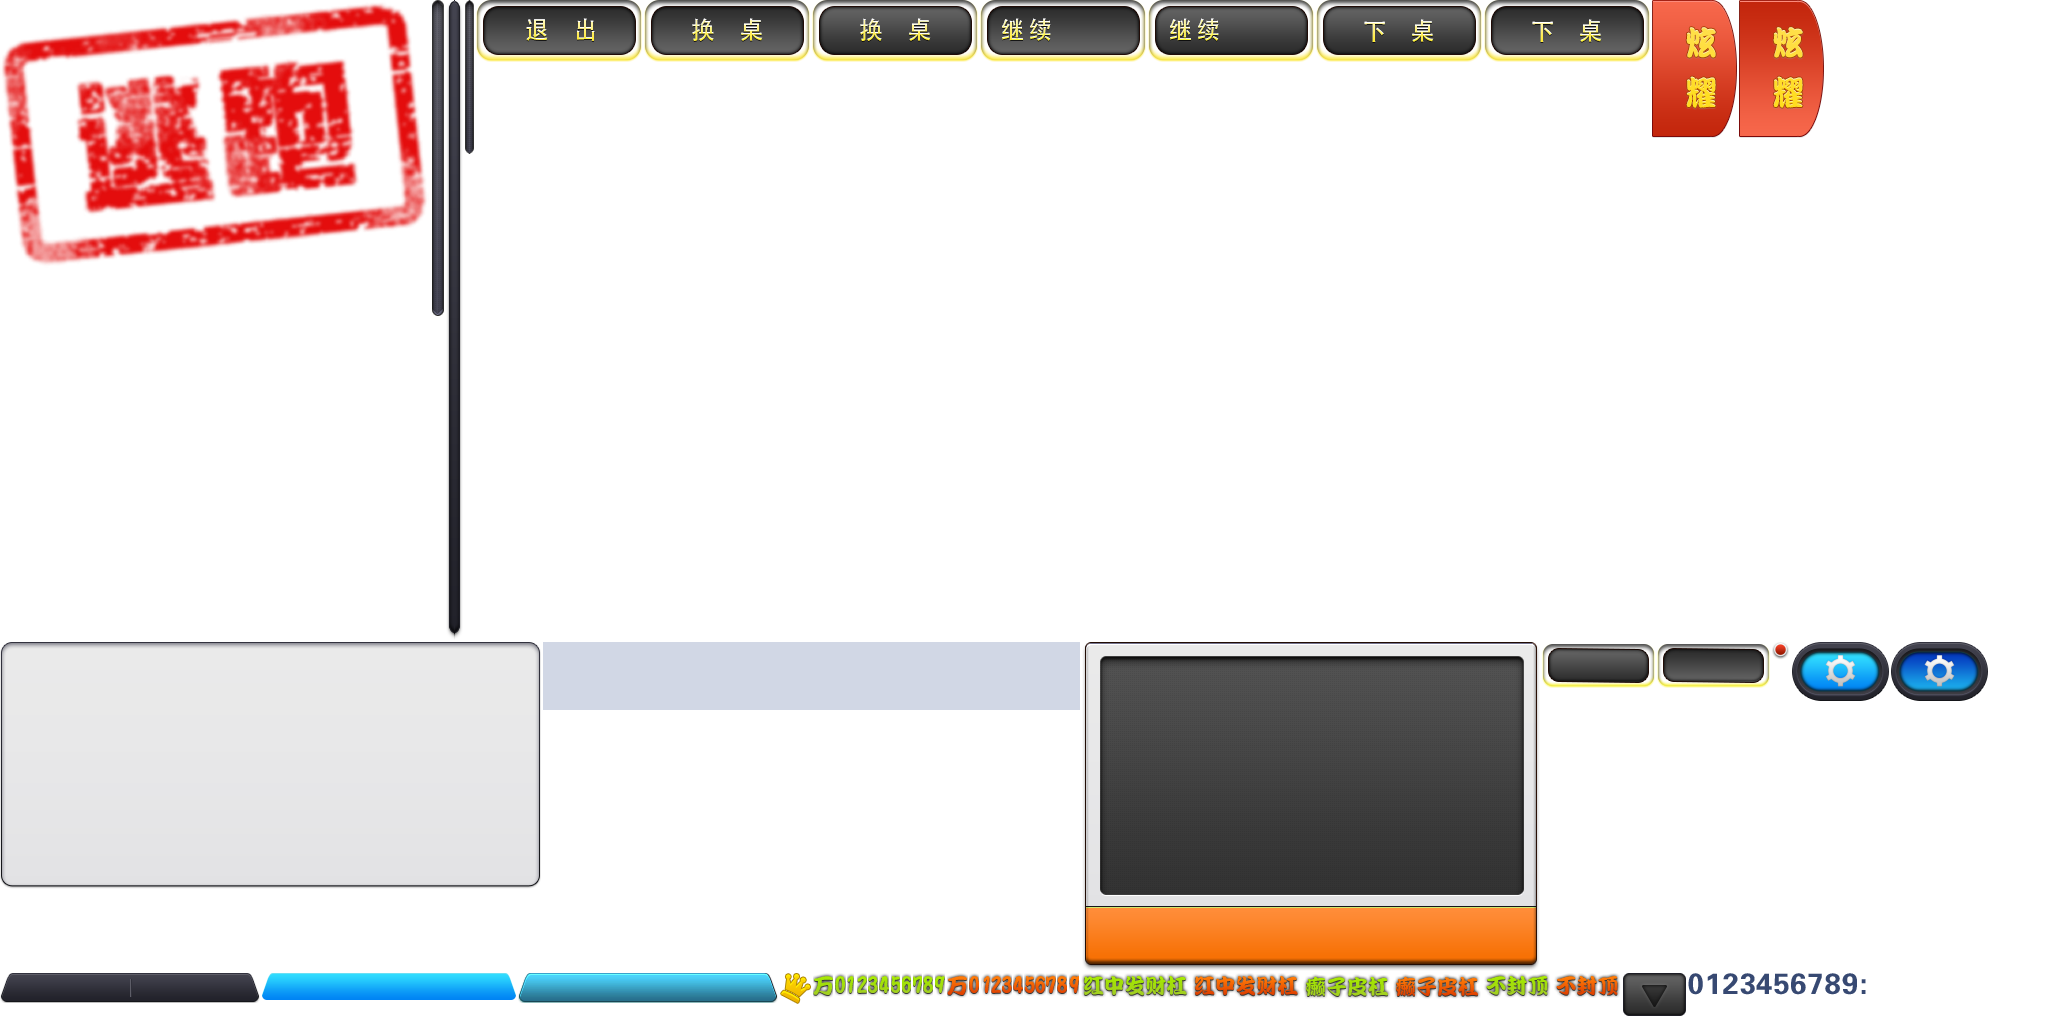 逃跑
退 出
换 桌
换 桌
继续
继续
下 桌
下 桌
炫耀
炫耀
万0123456789
万0123456789
红中发财杠
红中发财杠
癞子皮杠
癞子皮杠
不封顶
不封顶
0123456789: